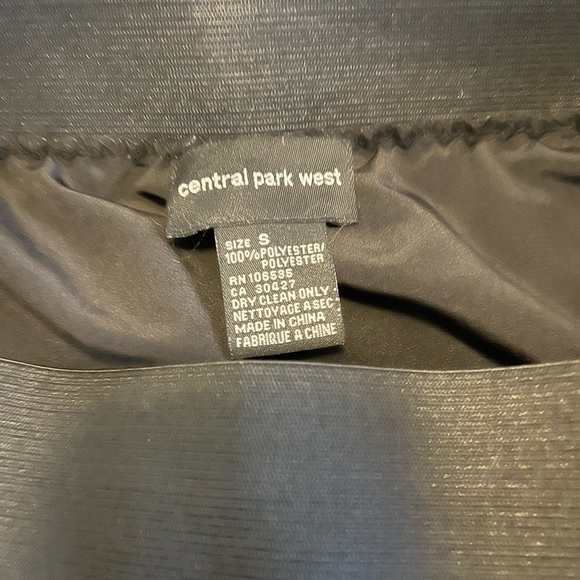 central park west
SIZE S
100%POLYESTER/
POLYESTER
RN 106535
CA 30427
DRY CLEAN ONLY
NETTOYAGE A SEC
MADE IN CHINA
FABRIQUE A CHINE